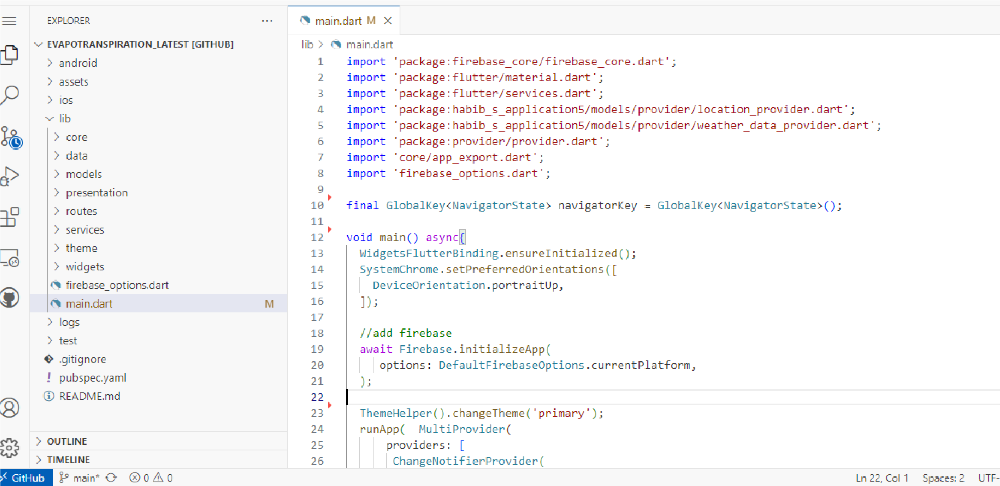 EXPLORER
···
EVAPOTRANSPIRATION_LATEST [GITHUB]
android
assets
ios
lib
core
data
models
presentation
routes
services
theme
widgets
firebase_options.dart
main.dart M
logs
test
.gitignore
! pubspec.yaml
README.md
OUTLINE
TIMELINE
main.dart M
lib > main.dart
1 import 'package:firebase_core/firebase_core.dart';
2 import 'package:flutter/material.dart';
3 import 'package:flutter/services.dart';
4 import 'package:habib_s_application5/models/provider/location_provider.dart';
5 import 'package:habib_s_application5/models/provider/weather_data_provider.dart';
6 import 'package:provider/provider.dart';
7 import 'core/app_export.dart';
8 import 'firebase_options.dart';
9
10 final GlobalKey<NavigatorState> navigatorKey = GlobalKey<NavigatorState>();
11
12 void main() async{
13 WidgetsFlutterBinding.ensureInitialized();
14 SystemChrome.setPreferredOrientations([
15 DeviceOrientation.portraitUp,
16 ]);
17
18 //add firebase
19 await Firebase.initializeApp(
20 options: DefaultFirebaseOptions.currentPlatform,
21 );
22
23 ThemeHelper().changeTheme('primary');
24 runApp( MultiProvider(
25 providers: [
26 ChangeNotifierProvider(
GitHub main* 0 0 Ln 22, Col 1 Spaces: 2 UTF-